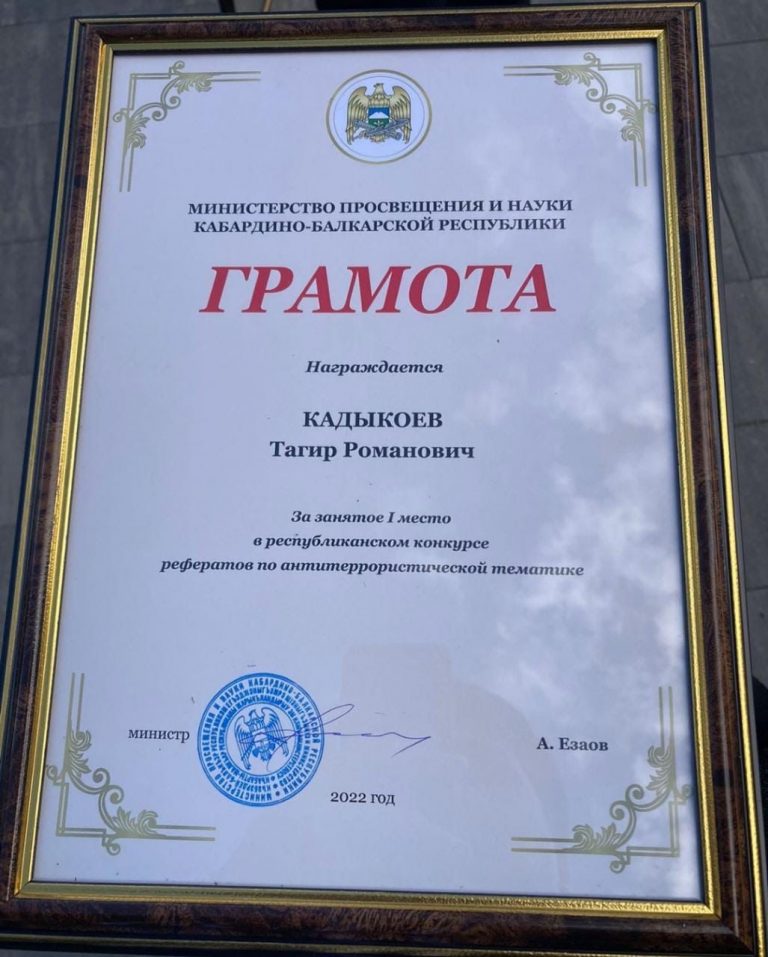 МИНИСТЕРСТВО ПРОСВЕЩЕНИЯ И НАУКИ
КАБАРДИНО-БАЛКАРСКОЙ РЕСПУБЛИКИ
ГРАМОТА
Награждается
КАДЫКОЕВ
Тагир Романович
За занятое I место
в республиканском конкурсе
рефератов по антитеррористической тематике
министр
А. Езаов
2022 год